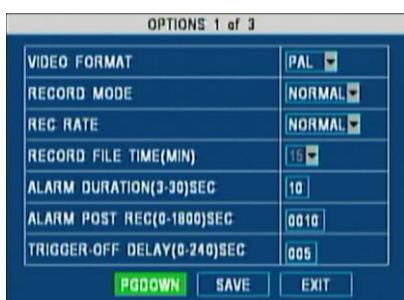 OPTIONS 1 of 3
VIDEO FORMAT PAL
RECORD MODE NORMAL
REC RATE NORMAL
RECORD FILE TIME(MIN) 15
ALARM DURATION(3-30)SEC 10
ALARM POST REC(0-1800)SEC 0010
TRIGGER-OFF DELAY(0-240)SEC 005
PGDOWN SAVE EXIT